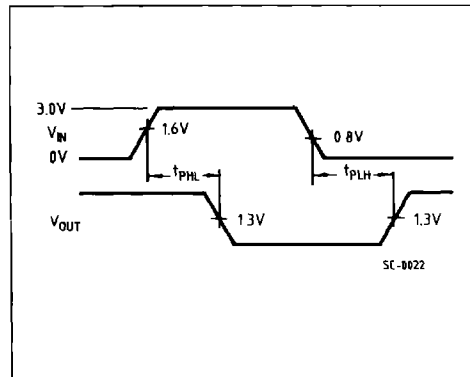 3.0V
V_IN
1.6V
0.8V
0V
t_PHL
t_PLH
V_OUT
1.3V
1.3V
SC-0022